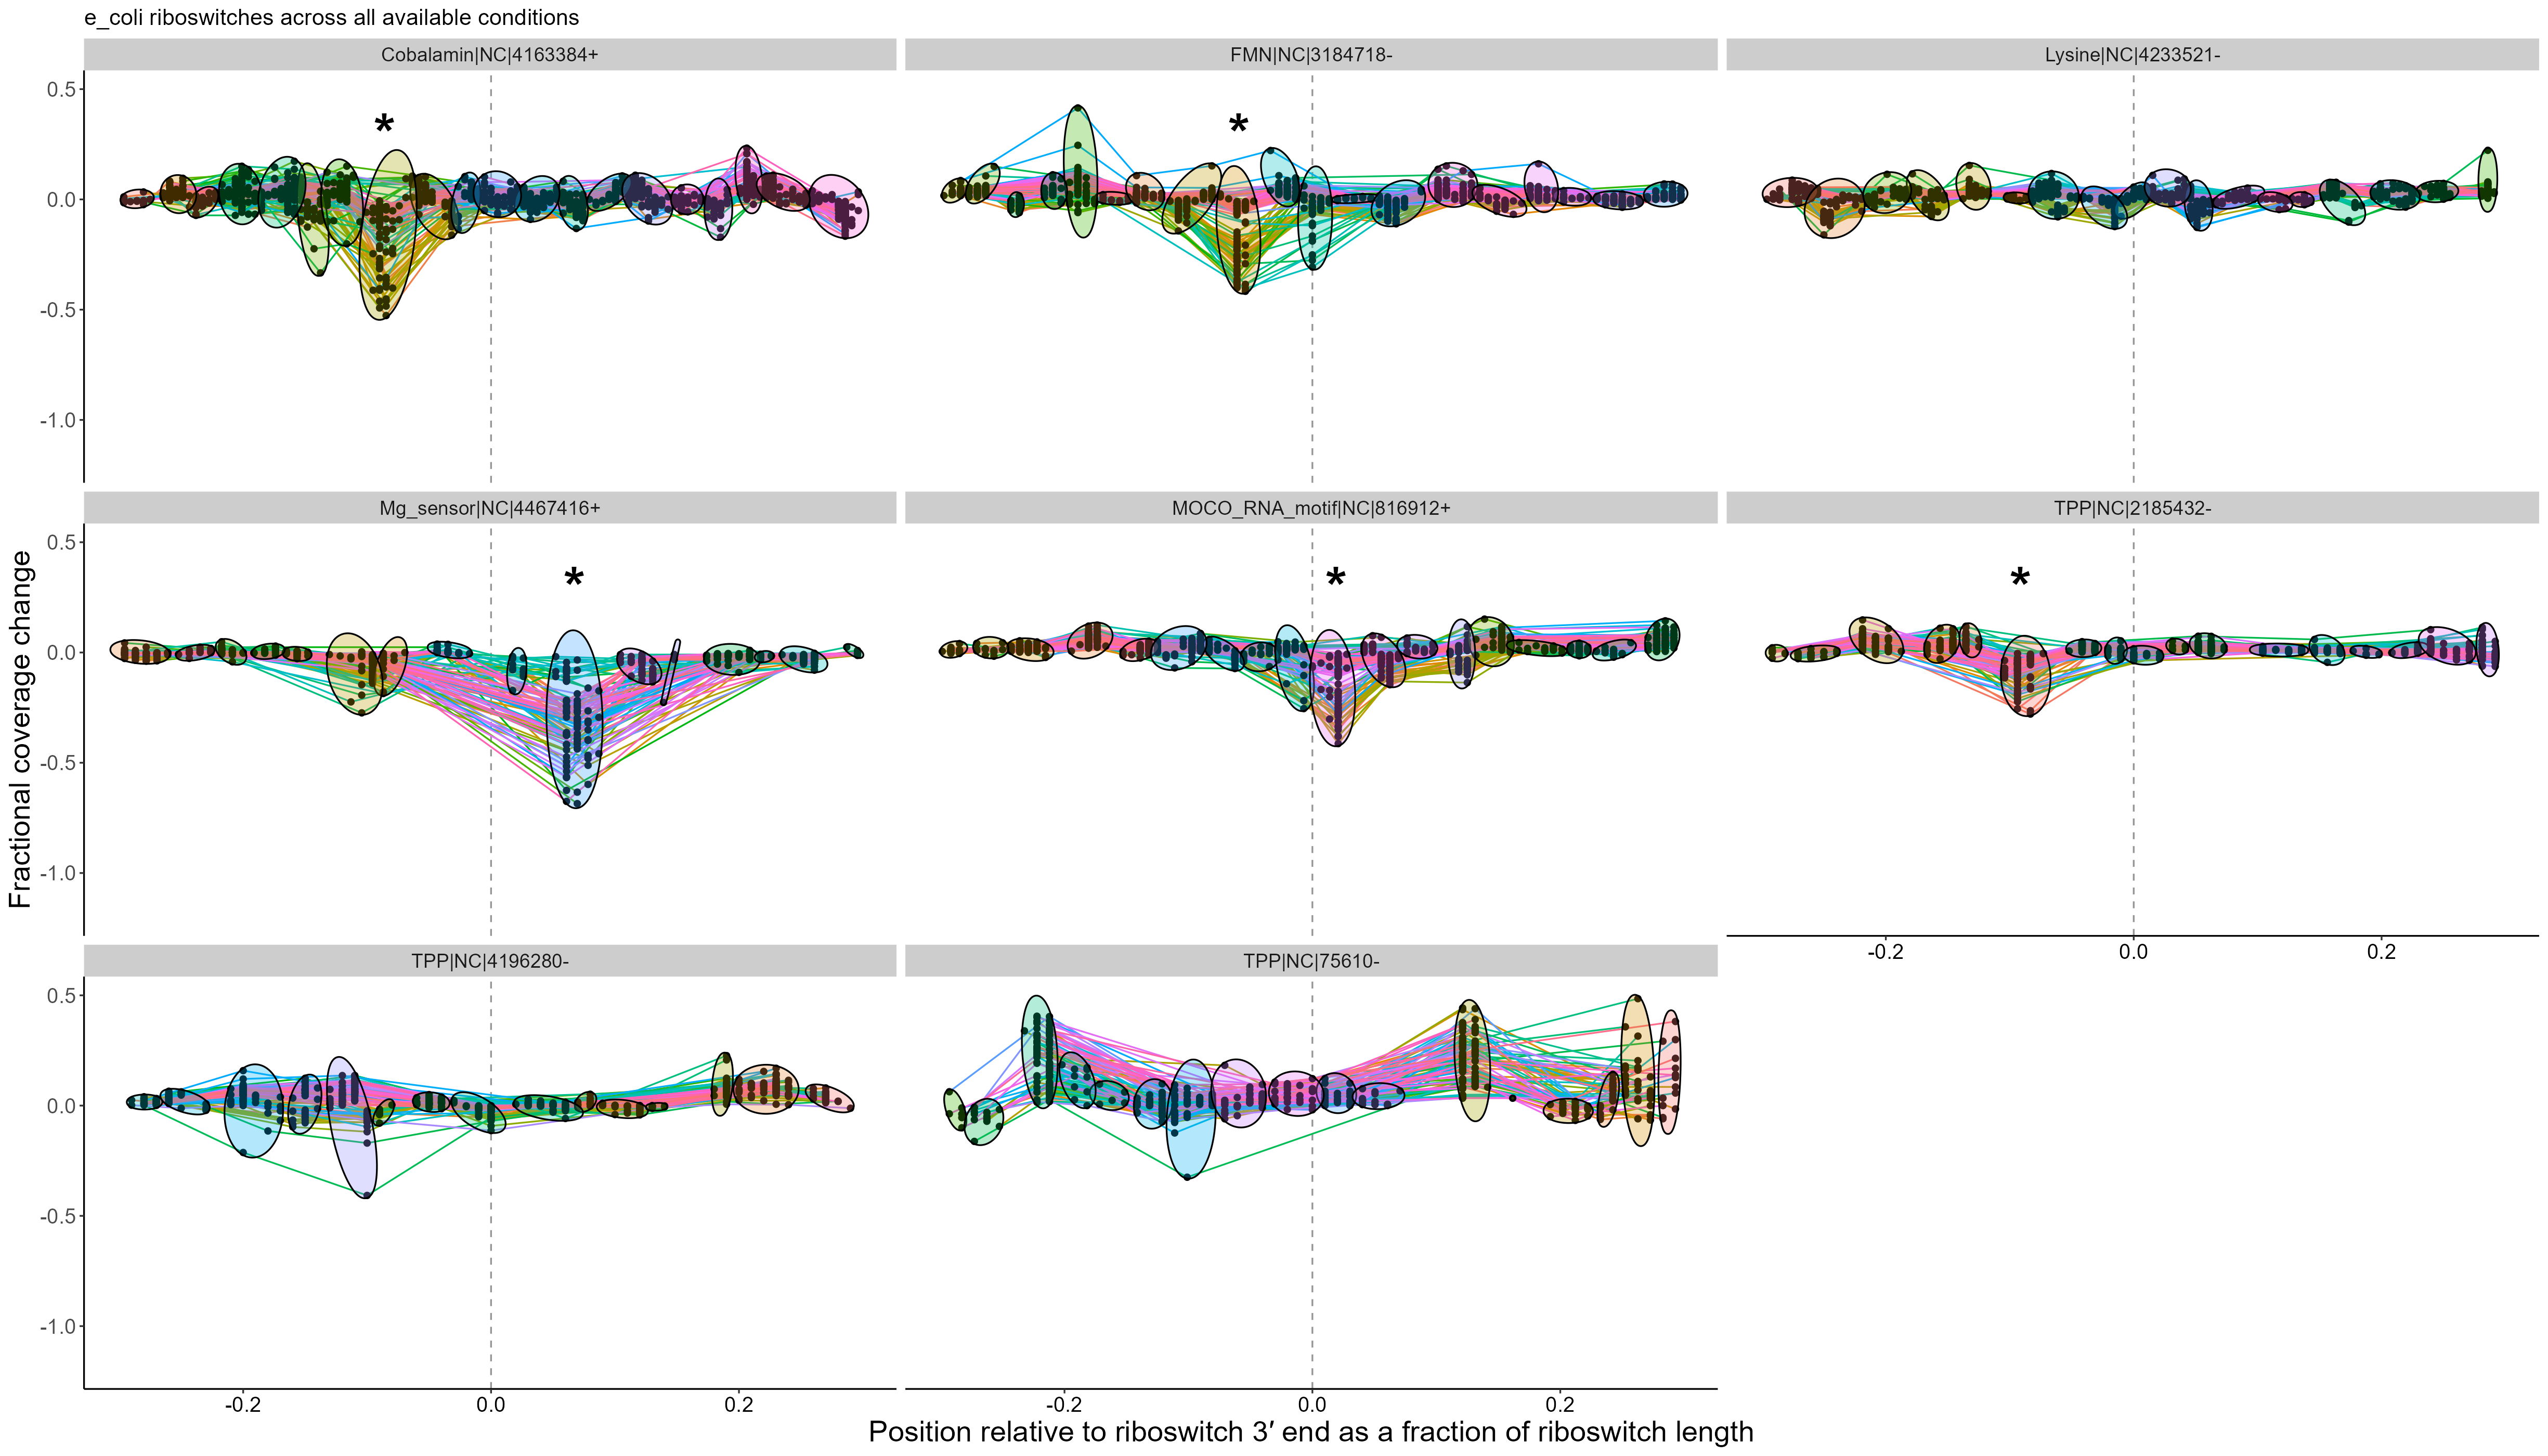 e_coli riboswitches across all available conditions
Cobalamin|NC|4163384+
FMN|NC|3184718-
Lysine|NC|4233521-
0.5
0.0
-0.5
-1.0
*
*
Mg_sensor|NC|4467416+
MOCO_RNA_motif|NC|816912+
TPP|NC|2185432-
0.5
0.0
-0.5
-1.0
*
*
*
-0.2 0.0 0.2
TPP|NC|4196280-
TPP|NC|75610-
0.5
0.0
-0.5
-1.0
-0.2 0.0 0.2
-0.2 0.0 0.2
Fractional coverage change
Position relative to riboswitch 3′ end as a fraction of riboswitch length